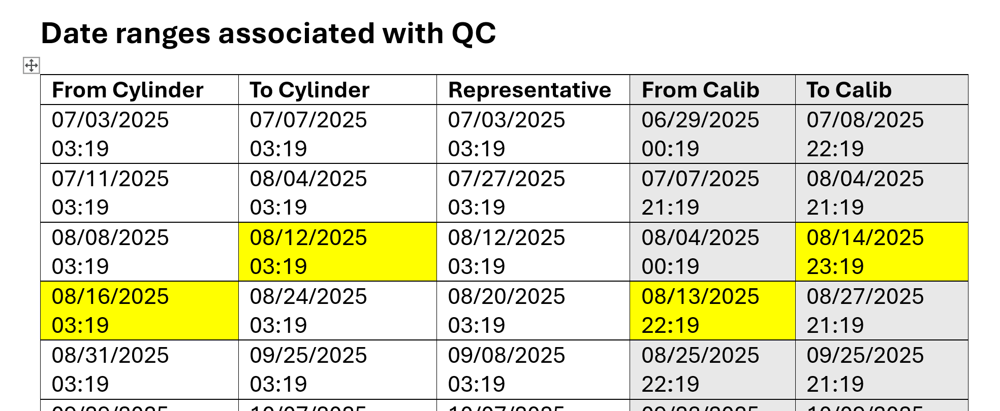 Date ranges associated with QC
From Cylinder To Cylinder Representative From Calib To Calib
07/03/2025 07/07/2025 07/03/2025 06/29/2025 07/08/2025
03:19 03:19 03:19 00:19 22:19
07/11/2025 08/04/2025 07/27/2025 07/07/2025 08/04/2025
03:19 03:19 03:19 21:19 21:19
08/08/2025 08/12/2025 08/12/2025 08/04/2025 08/14/2025
03:19 03:19 03:19 00:19 23:19
08/16/2025 08/24/2025 08/20/2025 08/13/2025 08/27/2025
03:19 03:19 03:19 22:19 21:19
08/31/2025 09/25/2025 09/08/2025 08/25/2025 09/25/2025
03:19 03:19 03:19 22:19 21:19